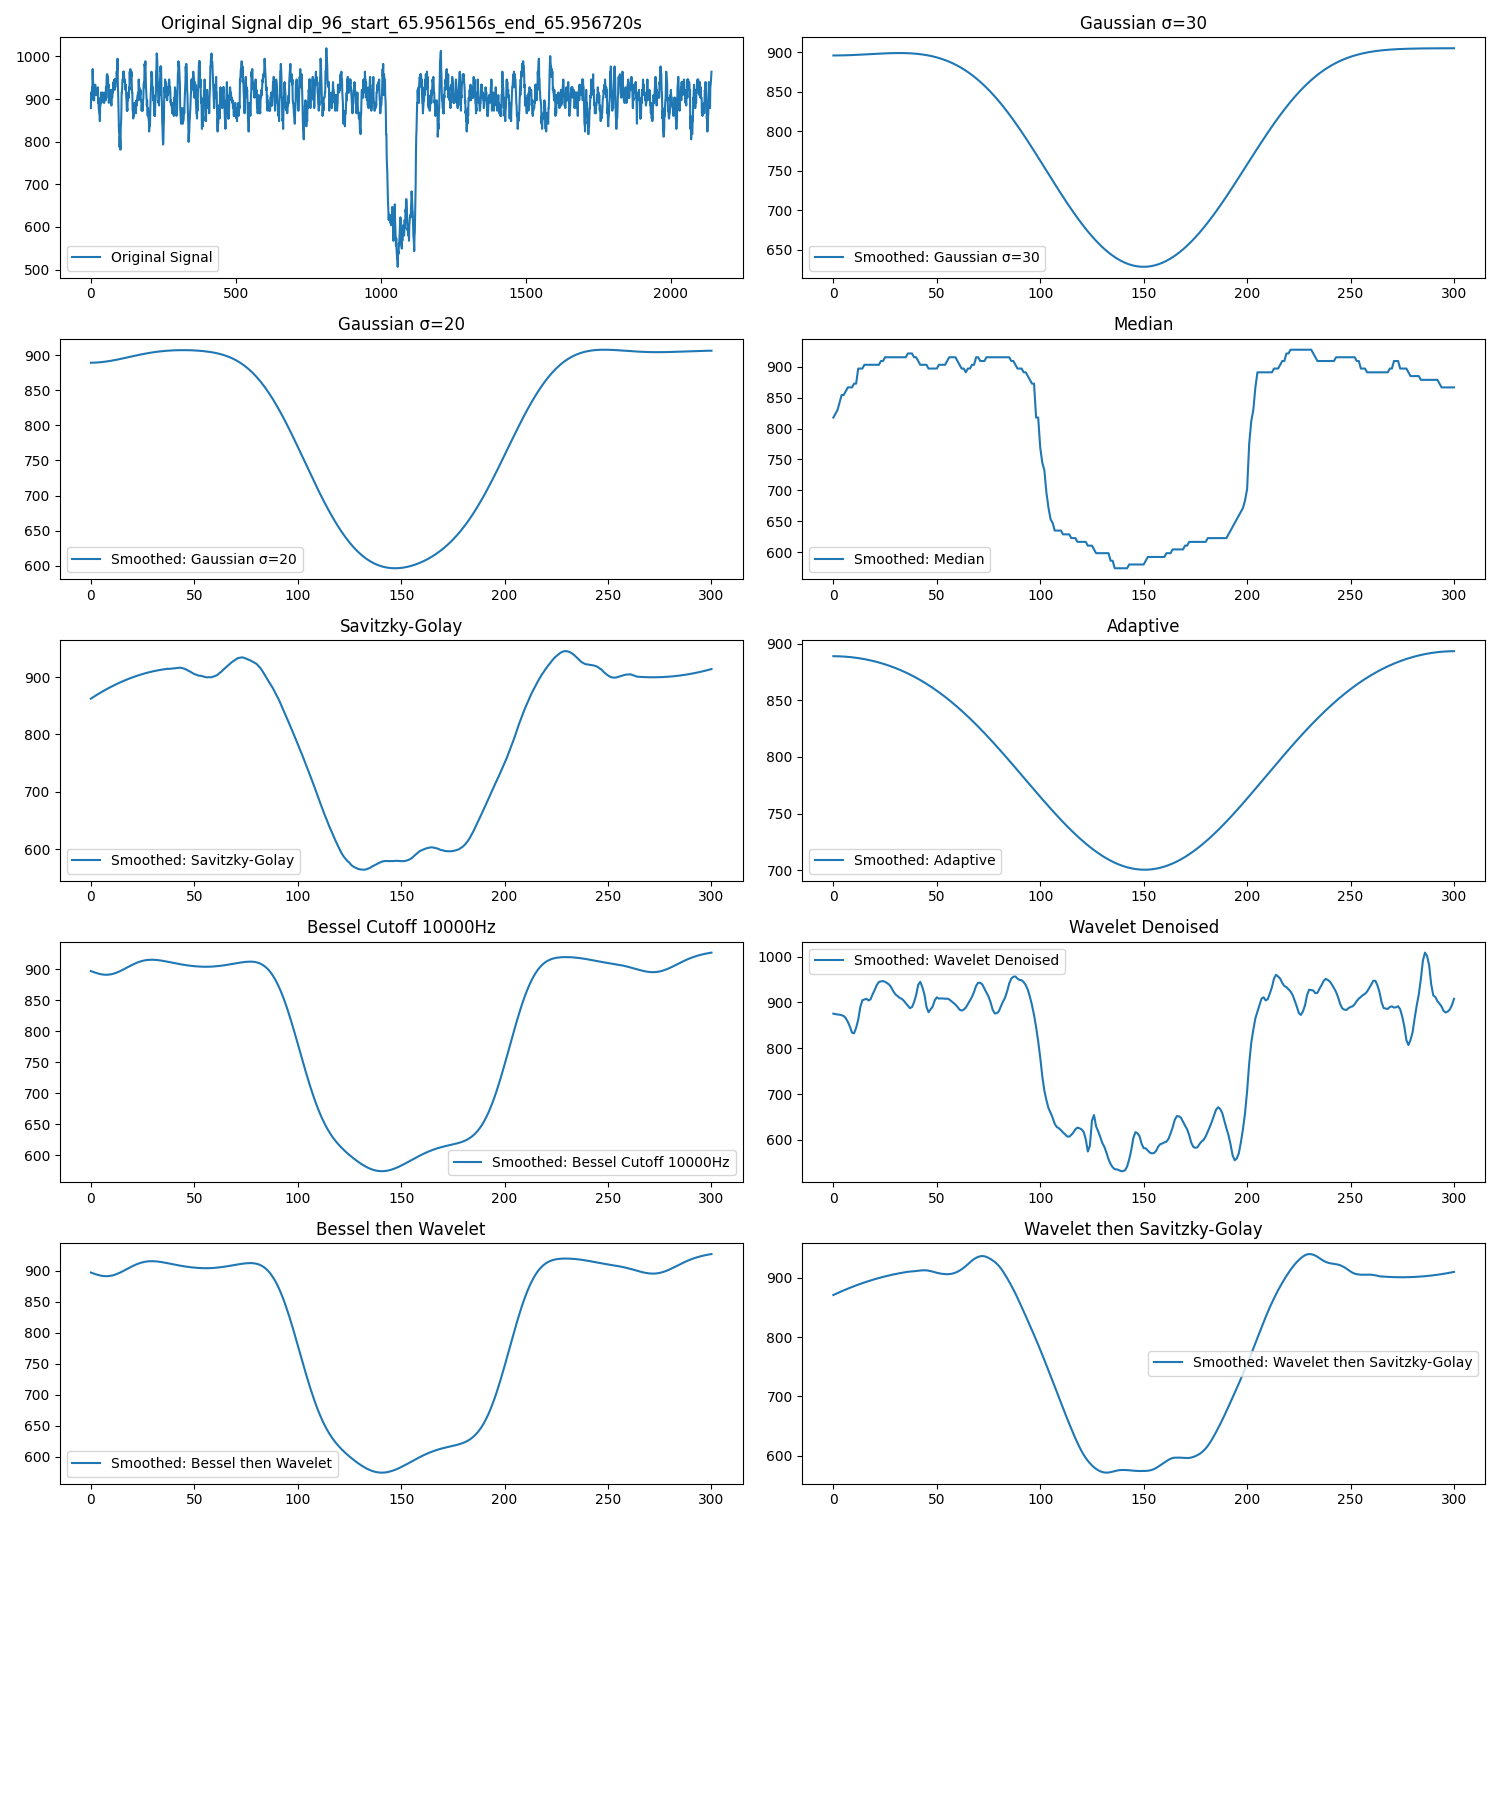 Original Signal dip_96_start_65.956156s_end_65.956720s
1000
900
800
700
600
500
Original Signal
0 500 1000 1500 2000
Gaussian σ=30
900
850
800
750
700
650
Smoothed: Gaussian σ=30
0 50 100 150 200 250 300
Gaussian σ=20
900
850
800
750
700
650
600
Smoothed: Gaussian σ=20
0 50 100 150 200 250 300
Median
900
850
800
750
700
650
600
Smoothed: Median
0 50 100 150 200 250 300
Savitzky-Golay
900
800
700
600
Smoothed: Savitzky-Golay
0 50 100 150 200 250 300
Adaptive
900
850
800
750
700
Smoothed: Adaptive
0 50 100 150 200 250 300
Bessel Cutoff 10000Hz
900
850
800
750
700
650
600
Smoothed: Bessel Cutoff 10000Hz
0 50 100 150 200 250 300
Wavelet Denoised
1000
900
800
700
600
Smoothed: Wavelet Denoised
0 50 100 150 200 250 300
Bessel then Wavelet
900
850
800
750
700
650
600
Smoothed: Bessel then Wavelet
0 50 100 150 200 250 300
Wavelet then Savitzky-Golay
900
800
700
600
Smoothed: Wavelet then Savitzky-Golay
0 50 100 150 200 250 300